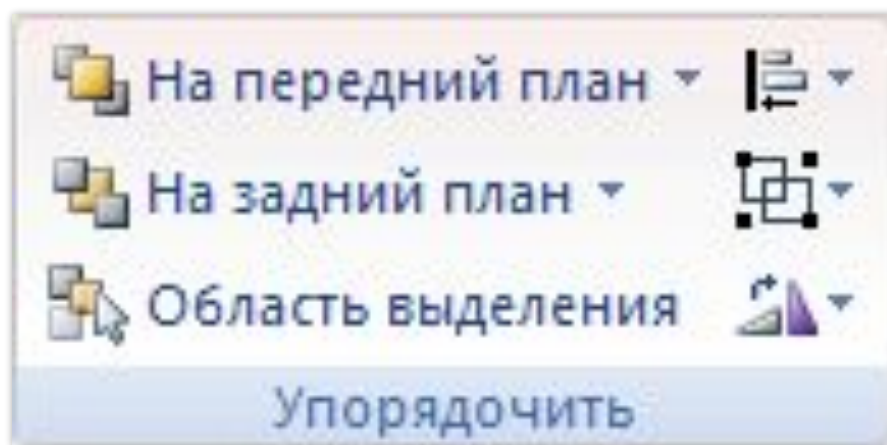 На передний план
На задний план
Область выделения
Упорядочить